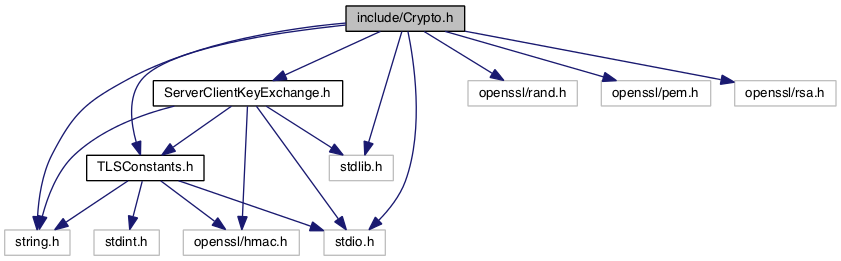 include/Crypto.h
ServerClientKeyExchange.h
openssl/rand.h
openssl/pem.h
openssl/rsa.h
TLSConstants.h
stdlib.h
string.h
stdint.h
openssl/hmac.h
stdio.h